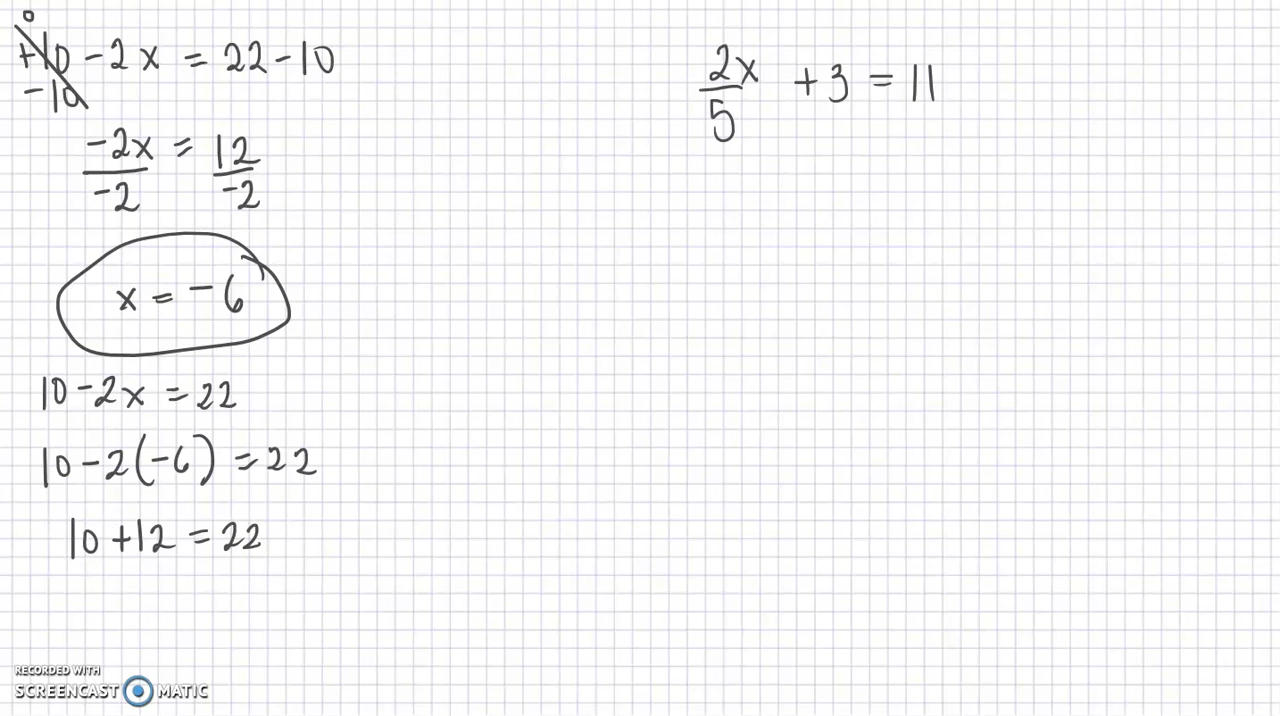 0
+10 - 2x = 22 - 10
-10
-2x = 12
-2 -2
x = -6
10 - 2x = 22
10 - 2(-6) = 22
10 + 12 = 22
2x + 3 = 11
5
RECORDED WITH
SCREENCAST MATIC